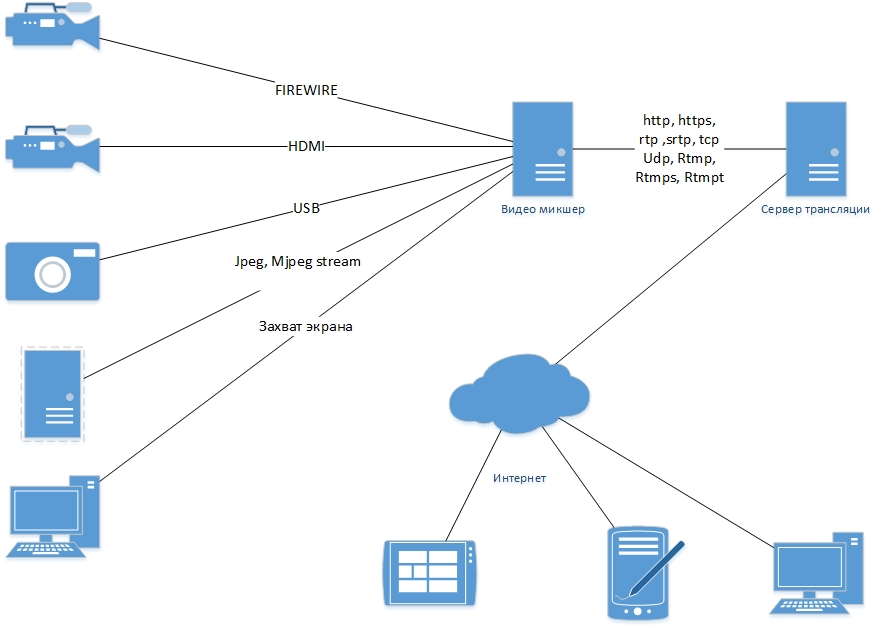 FIREWIRE
HDMI
USB
Jpeg, Mjpeg stream
Захват экрана
Видео микшер
http, https,
rtp ,srtp, tcp
Udp, Rtmp,
Rtmps, Rtmpt
Сервер трансляции
Интернет